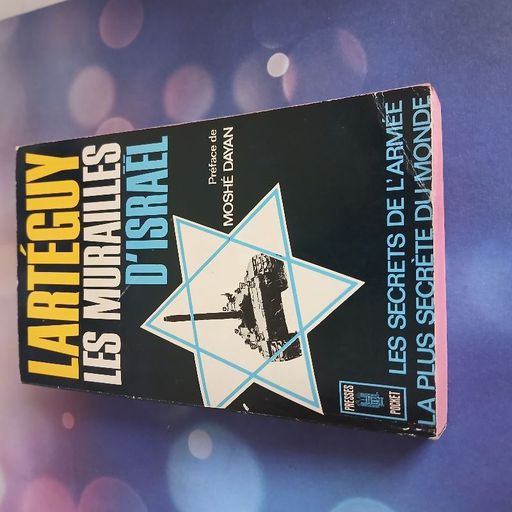 LARTÉGUY
LES MURAILLES
D'ISRAËL
Préface de
MOSHÉ DAYAN
PRESSES
POCKET
LES SECRETS DE L'ARMÉE
LA PLUS SECRÈTE DU MONDE